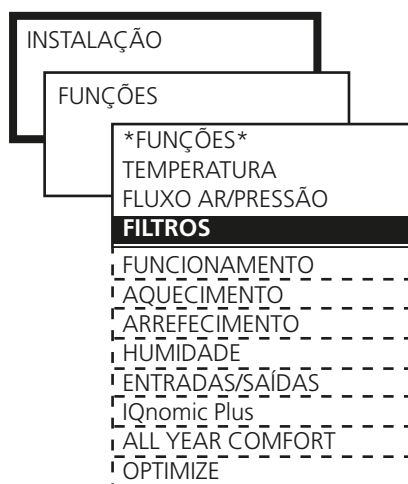 INSTALAÇÃO
FUNÇÕES
*FUNÇÕES*
TEMPERATURA
FLUXO AR/PRESSÃO
FILTROS
FUNCIONAMENTO
AQUECIMENTO
ARREFECIMENTO
HUMIDADE
ENTRADAS/SAÍDAS
IQnomic Plus
ALL YEAR COMFORT
OPTIMIZE